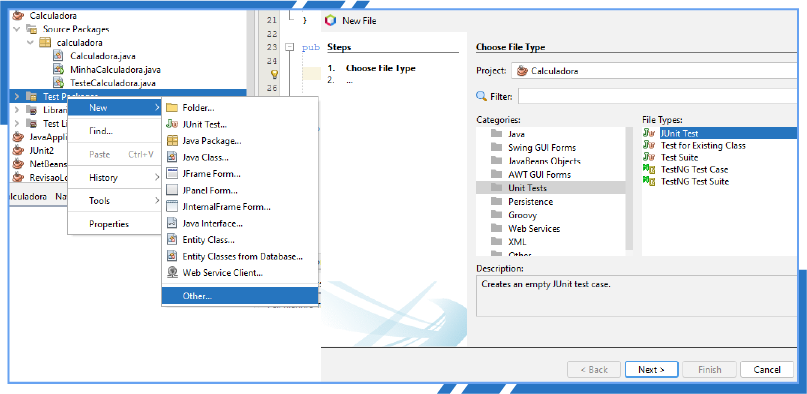 Calculadora
Source Packages
calculadora
Calculadora.java
MinhaCalculadora.java
TesteCalculadora.java
Test Packages
Librar
Test Li
JavaAppli
JUnit2
NetBeans
RevisaoLo
alculadora Na
New
Find...
Paste Ctrl+V
History
Tools
Properties
Folder...
JUnit Test...
Java Package...
Java Class...
JFrame Form...
JPanel Form...
JInternalFrame Form...
Java Interface...
Entity Class...
Entity Classes from Database...
Web Service Client...
Other...
21 }
22
23 pub
24
26
New File
Steps
1. Choose File Type
2. ...
Choose File Type
Project: Calculadora
Filter:
Categories:
Java
Swing GUI Forms
JavaBeans Objects
AWT GUI Forms
Unit Tests
Persistence
Groovy
Web Services
XML
Other
File Types:
JUnit Test
Test for Existing Class
Test Suite
TestNG Test Case
TestNG Test Suite
Description:
Creates an empty JUnit test case.
< Back Next > Finish Cancel